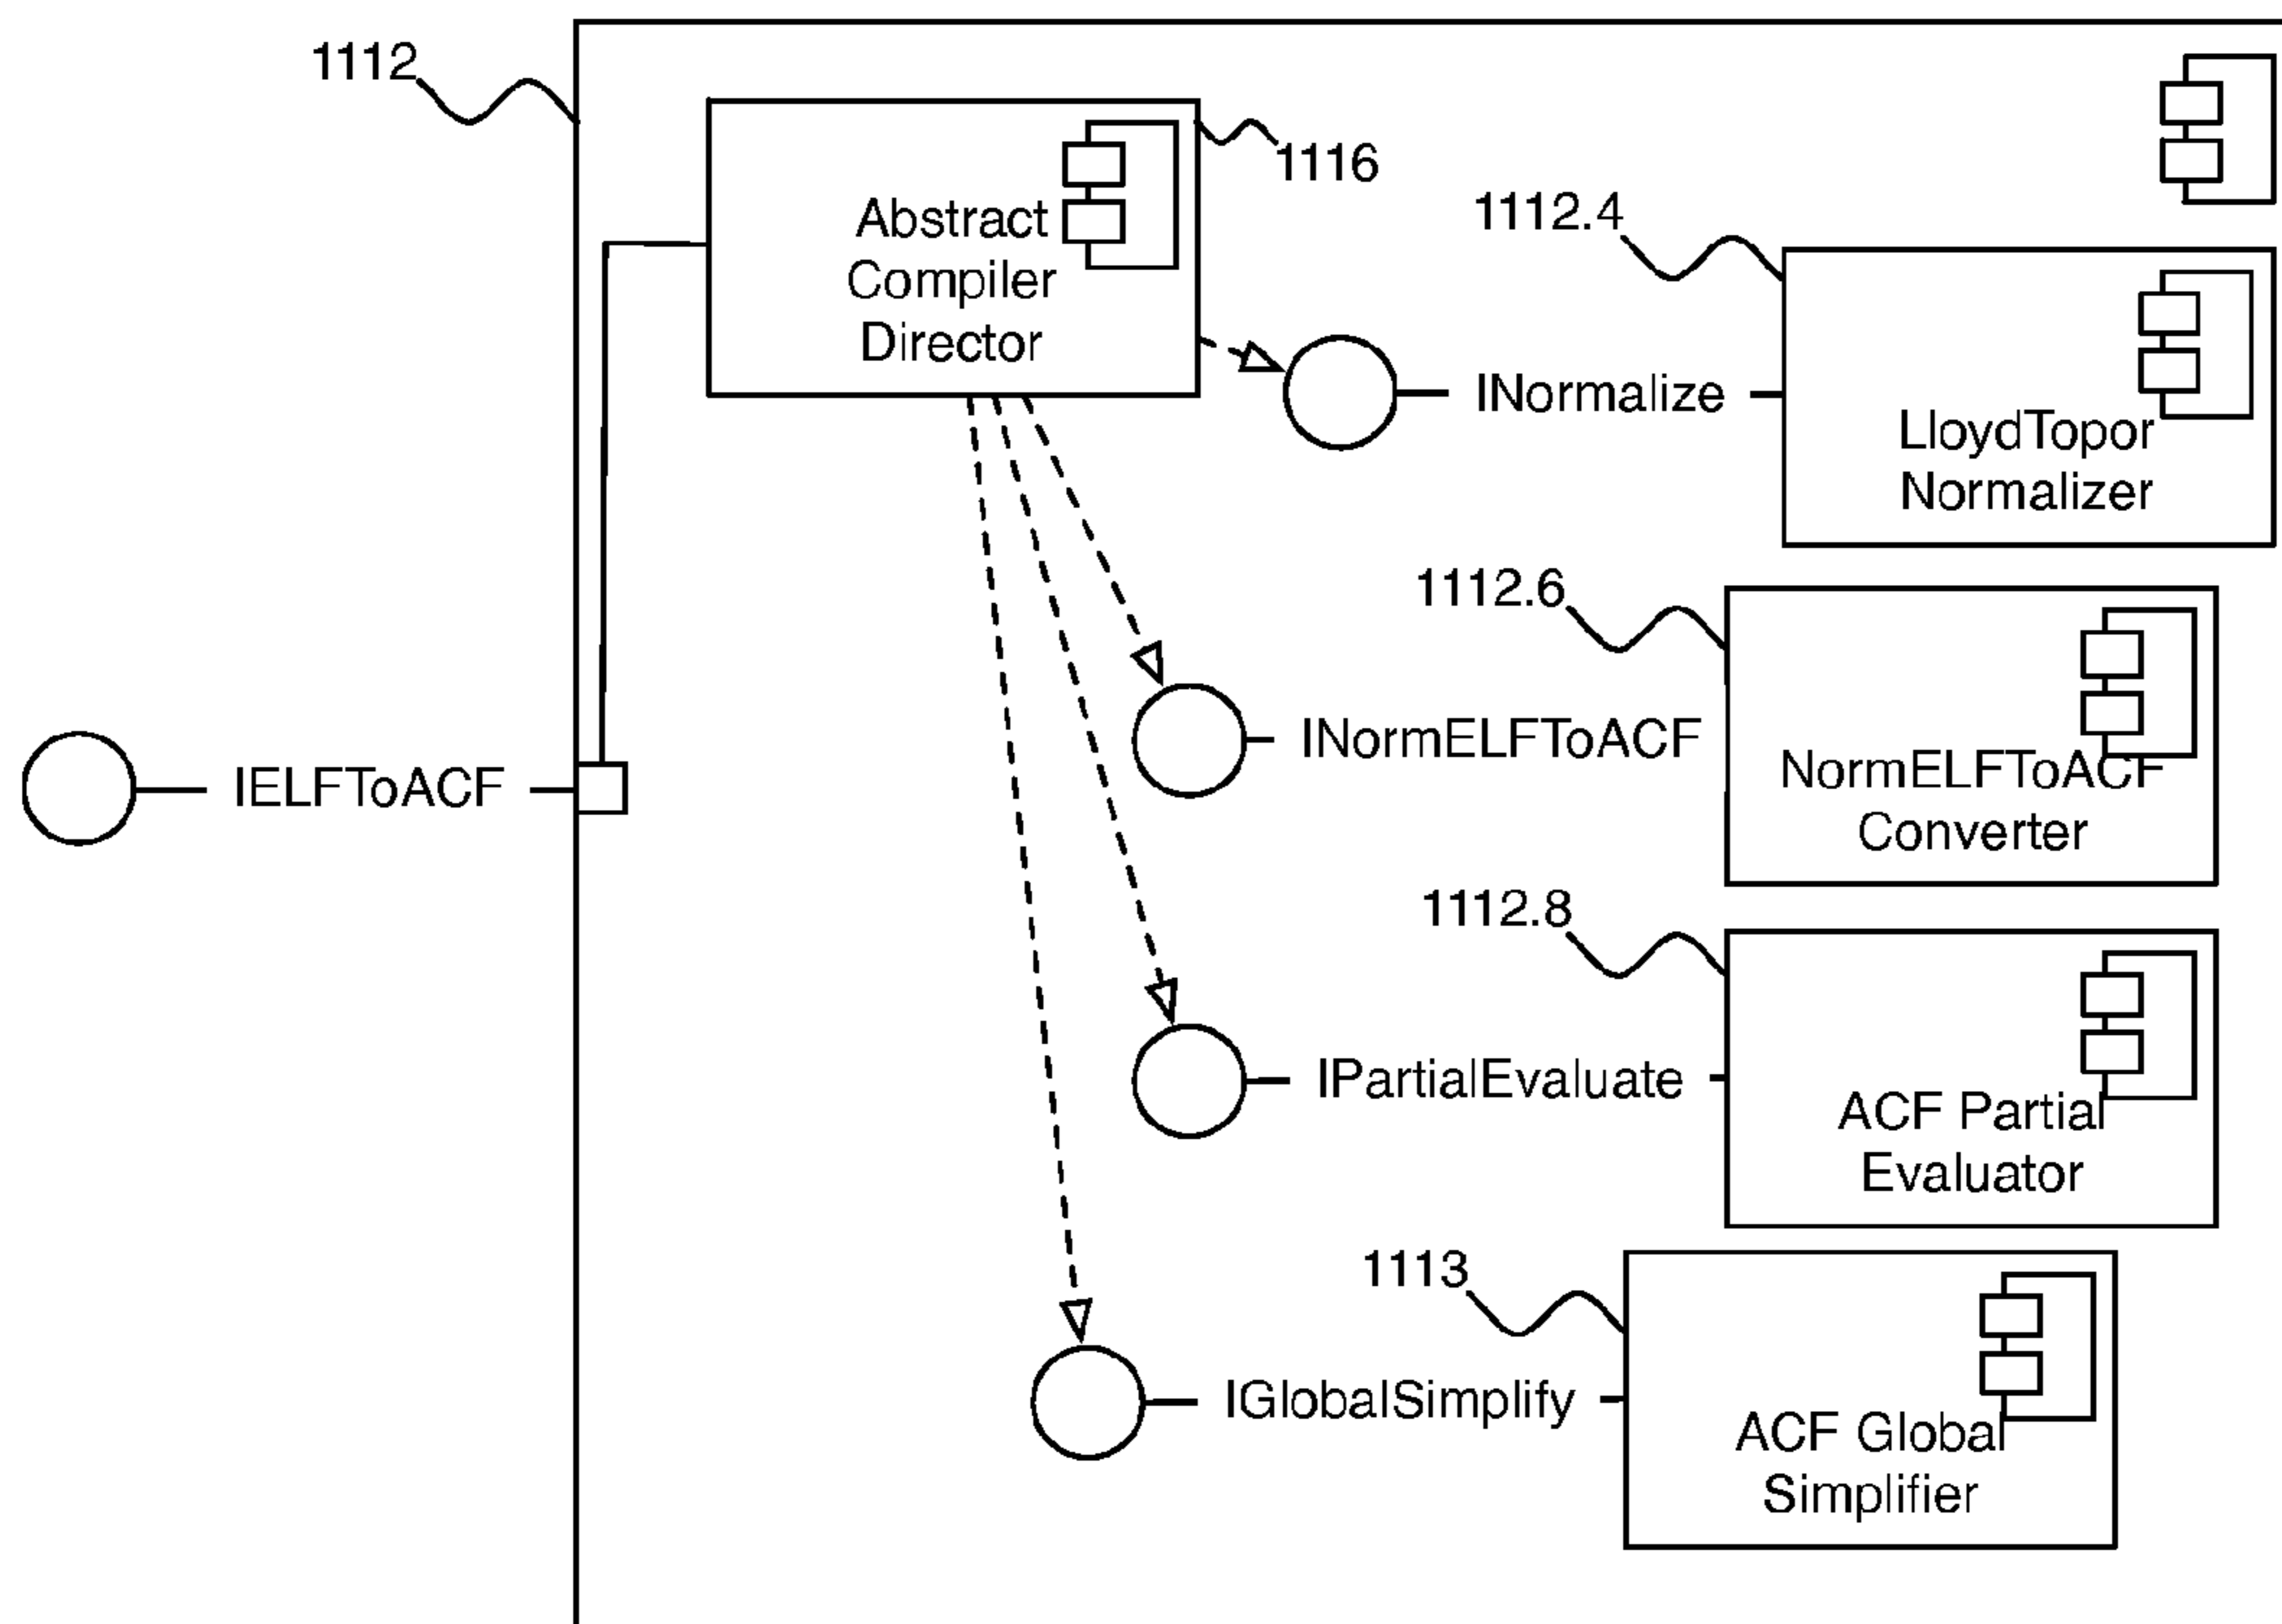 1112
1116
Abstract
Compiler
Director
1112.4
INormalize
LloydTopor
Normalizer
1112.6
INormELFToACF
NormELFToACF
Converter
IELFToACF
1112.8
IPartialEvaluate
ACF Partial
Evaluator
1113
IGlobalSimplify
ACF Global
Simplifier